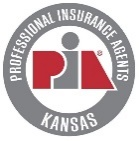 PROFESSIONAL INSURANCE AGENTS
PIA®
KANSAS